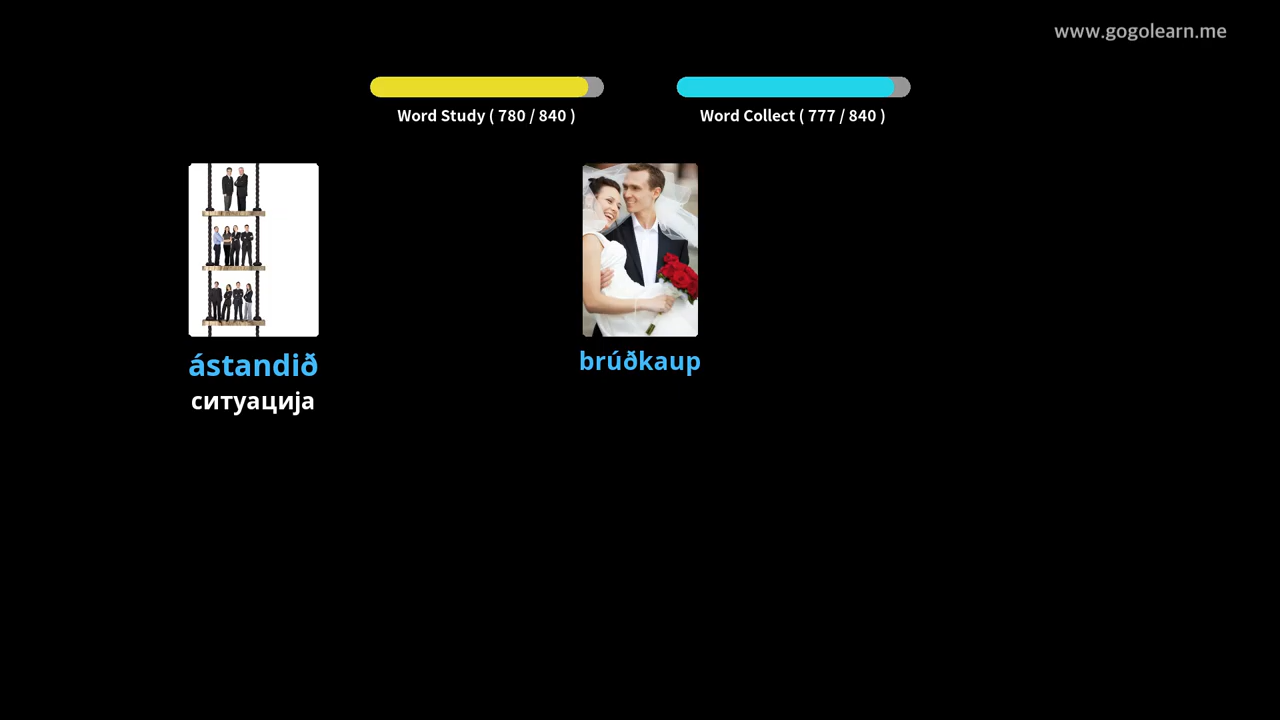 www.gogolearn.me
Word Study ( 780 / 840 )
Word Collect ( 777 / 840 )
ástandið
ситуација
brúðkaup